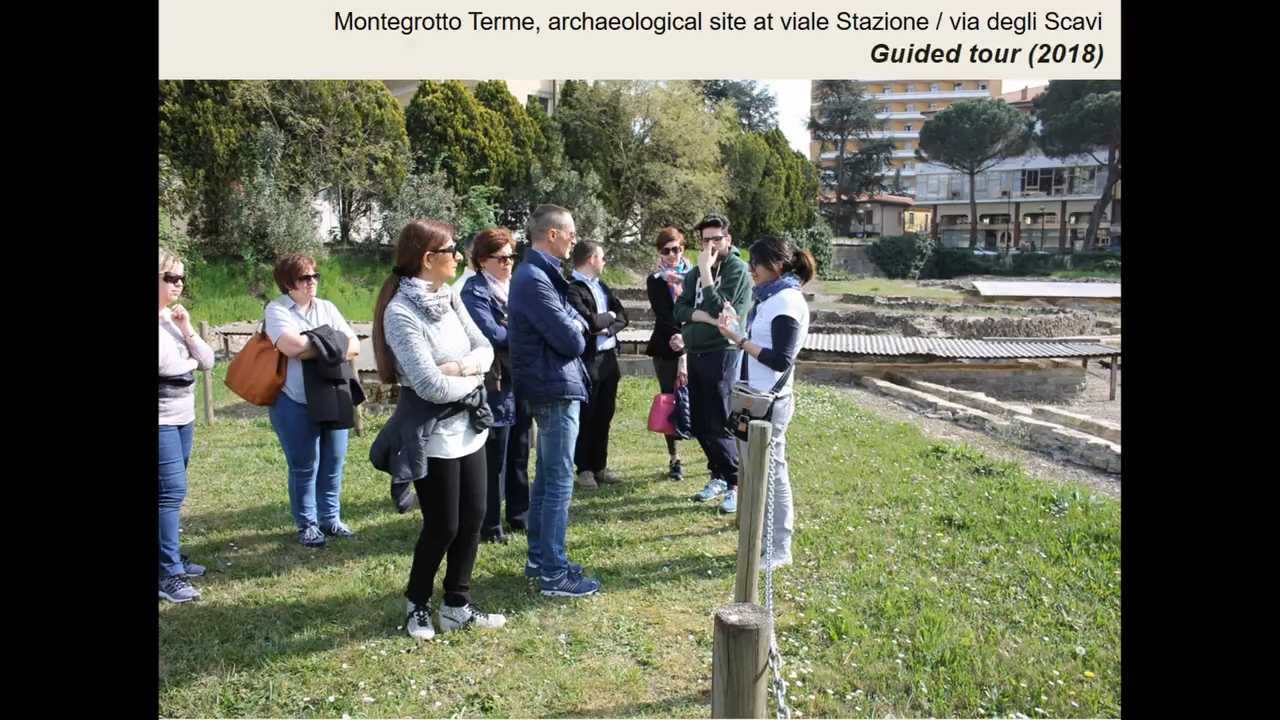 Montegrotto Terme, archaeological site at viale Stazione / via degli Scavi
Guided tour (2018)